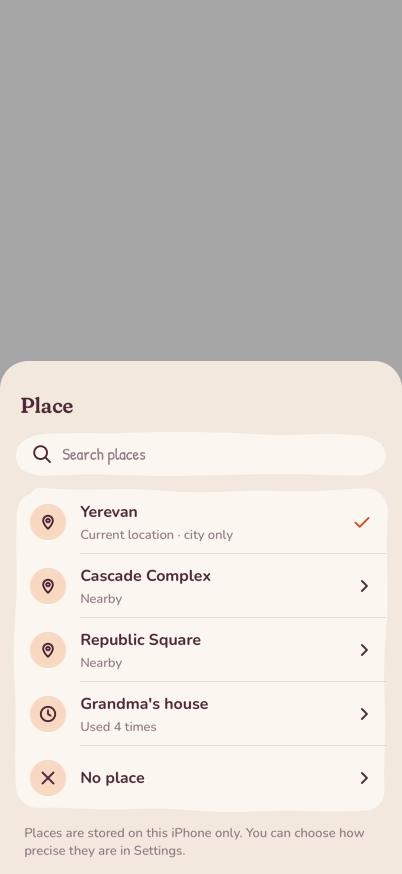 Place
Search places
Yerevan
Current location · city only
Cascade Complex
Nearby
Republic Square
Nearby
Grandma's house
Used 4 times
No place
Places are stored on this iPhone only. You can choose how
precise they are in Settings.